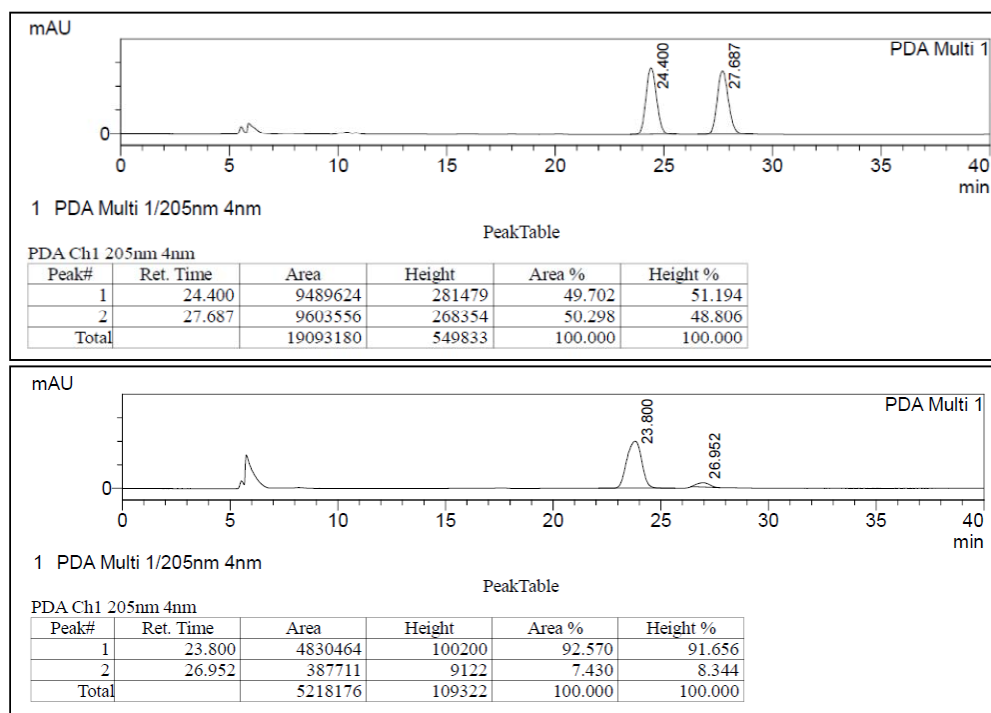 mAU
PDA Multi 1
24.400
27.687
0
0 5 10 15 20 25 30 35 40
min
1 PDA Multi 1/205nm 4nm
PeakTable
PDA Ch1 205nm 4nm
Peak# Ret. Time Area Height Area % Height %
1 24.400 9489624 281479 49.702 51.194
2 27.687 9603556 268354 50.298 48.806
Total 19093180 549833 100.000 100.000
mAU
PDA Multi 1
23.800
26.952
0
0 5 10 15 20 25 30 35 40
min
1 PDA Multi 1/205nm 4nm
PeakTable
PDA Ch1 205nm 4nm
Peak# Ret. Time Area Height Area % Height %
1 23.800 4830464 100200 92.570 91.656
2 26.952 387711 9122 7.430 8.344
Total 5218176 109322 100.000 100.000